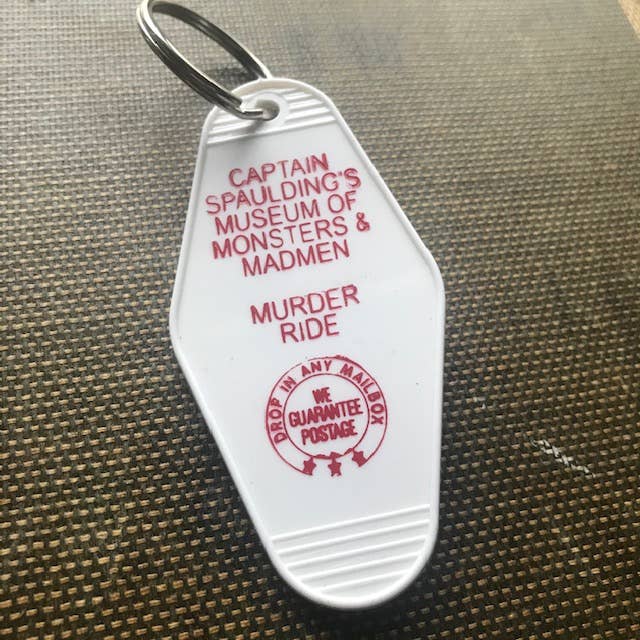 CAPTAIN
SPAULDING'S
MUSEUM OF
MONSTERS &
MADMEN
MURDER
RIDE
DROP IN ANY MAILBOX
WE
GUARANTEE
POSTAGE